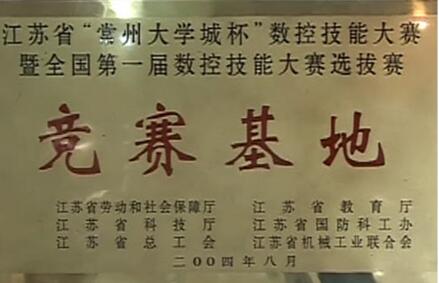 江苏省“常州大学城杯”数控技能大赛
暨全国第一届数控技能大赛选拔赛
竞赛基地
江苏省劳动和社会保障厅 江苏省教育厅
江苏省科技厅 江苏省国防科工办
江苏省总工会 江苏省机械工业联合会
二〇〇四年八月